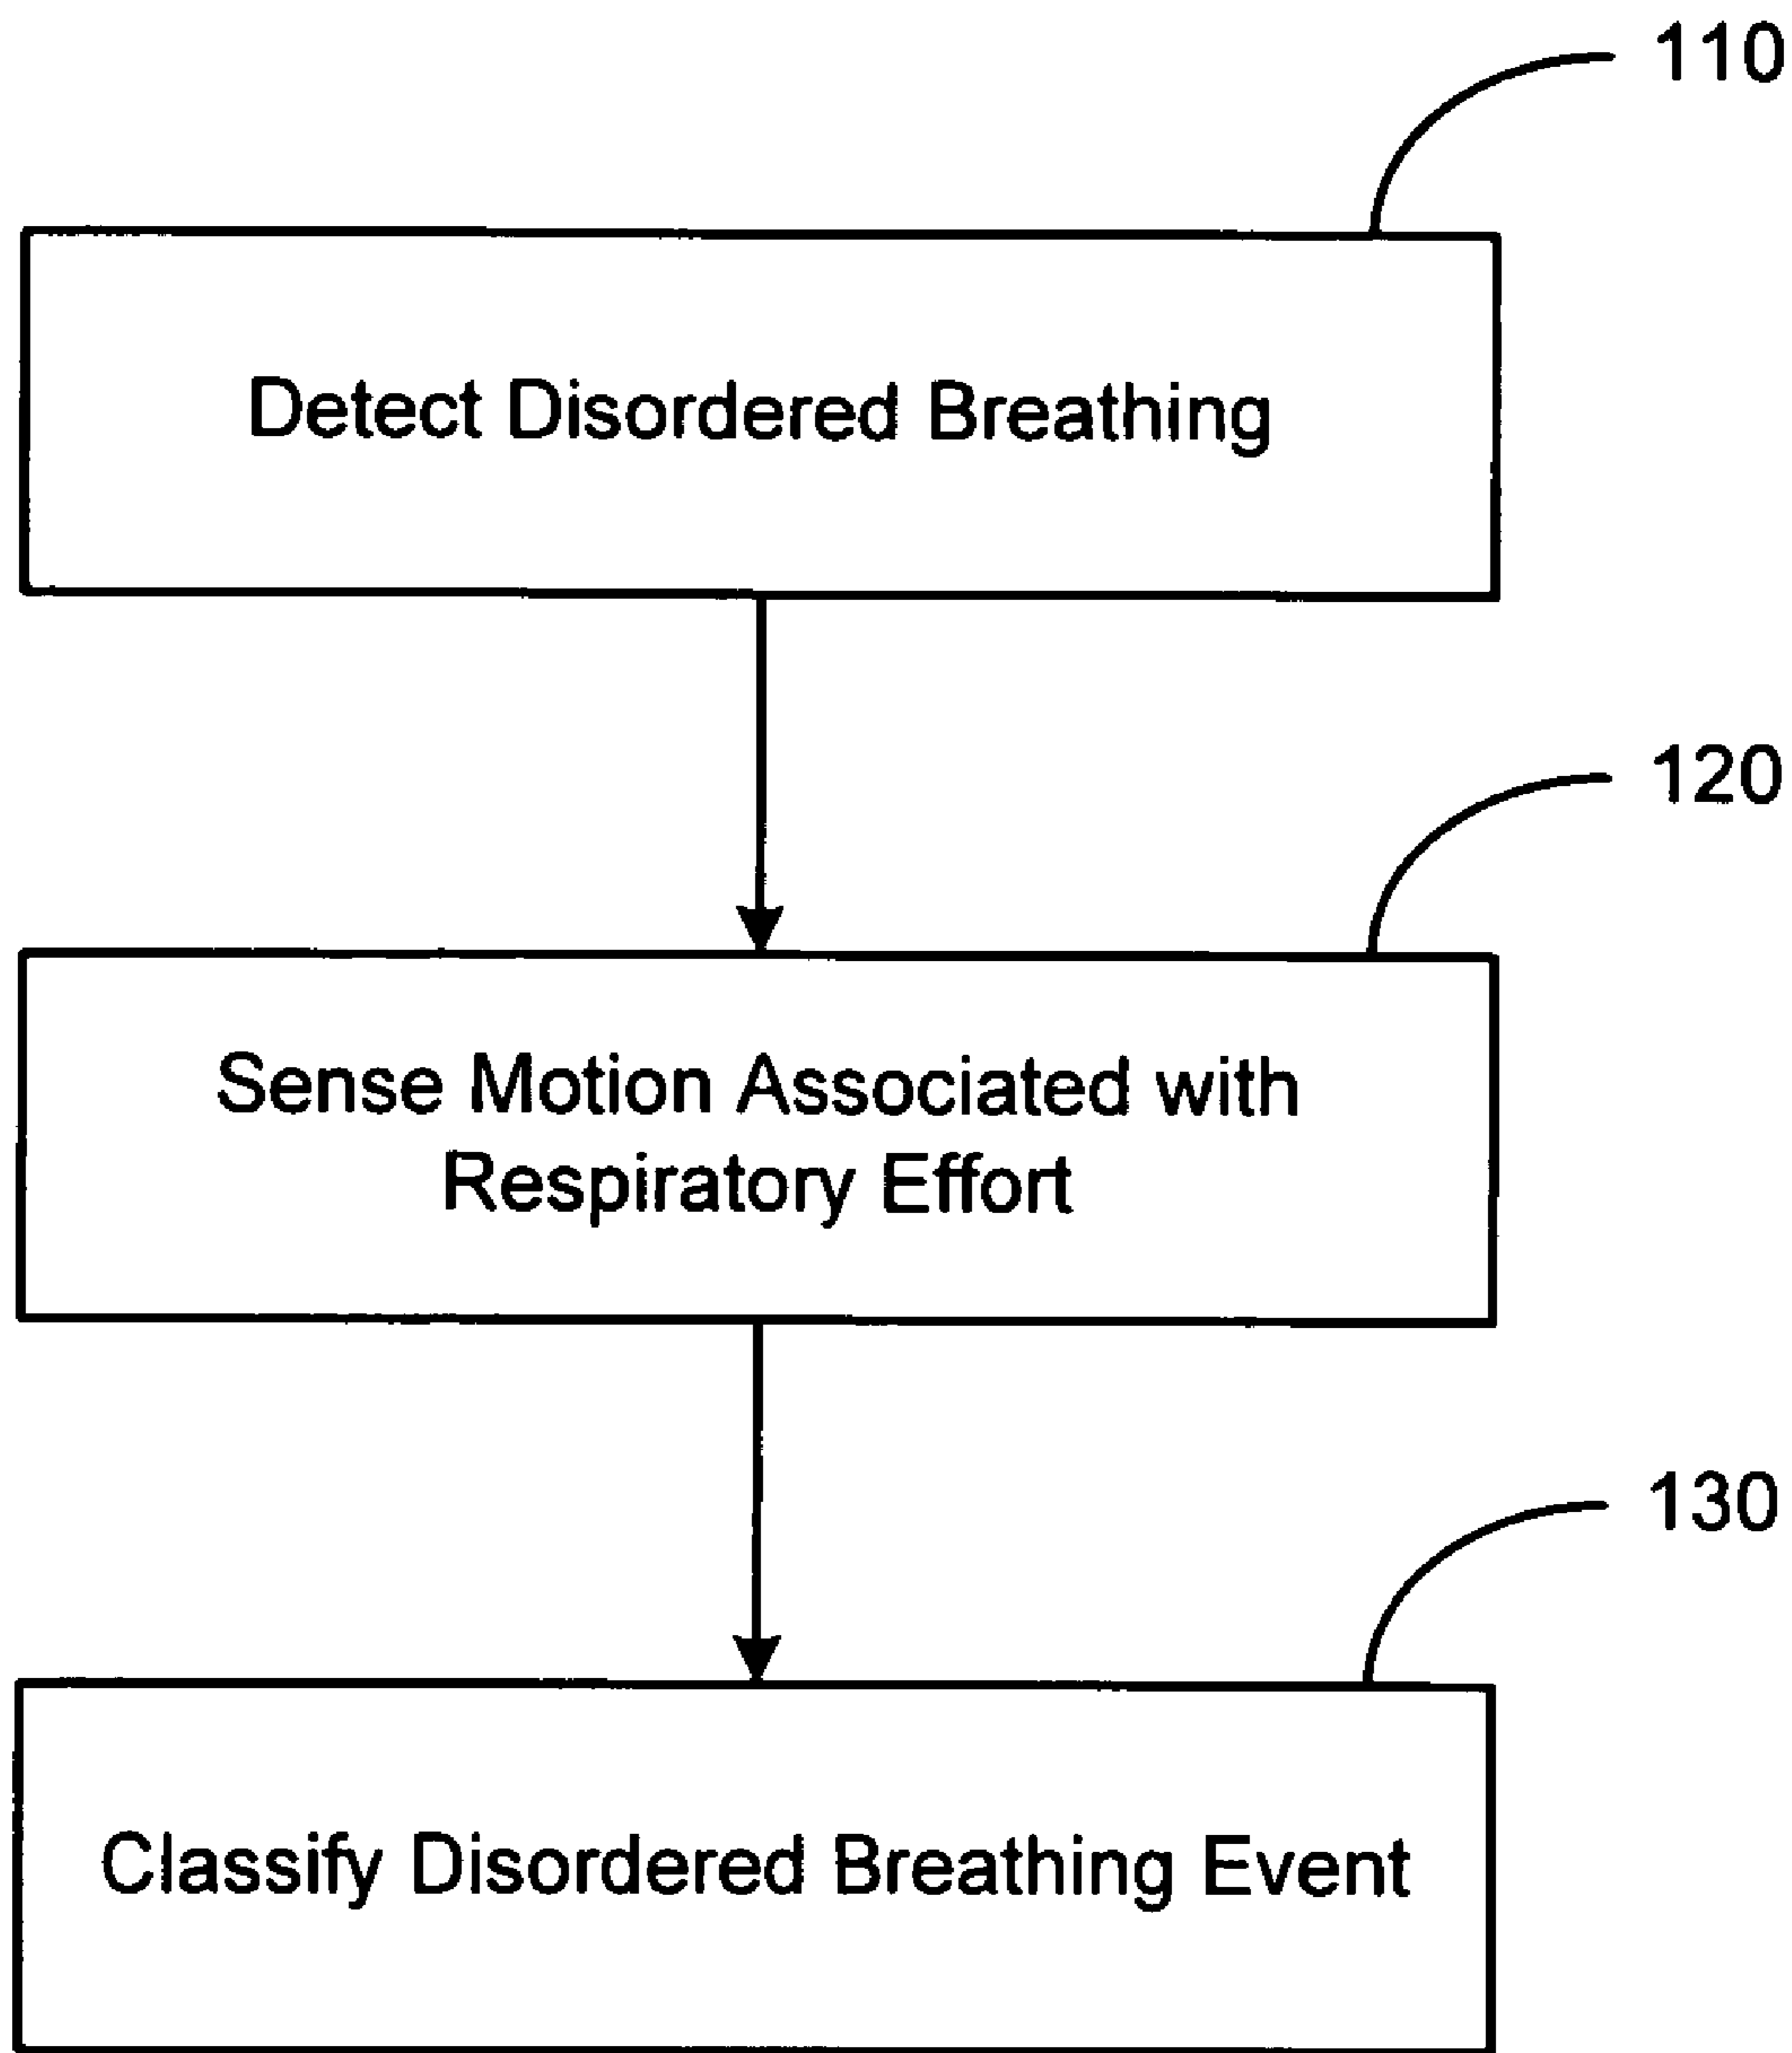 110
Detect Disordered Breathing
120
Sense Motion Associated with
Respiratory Effort
130
Classify Disordered Breathing Event